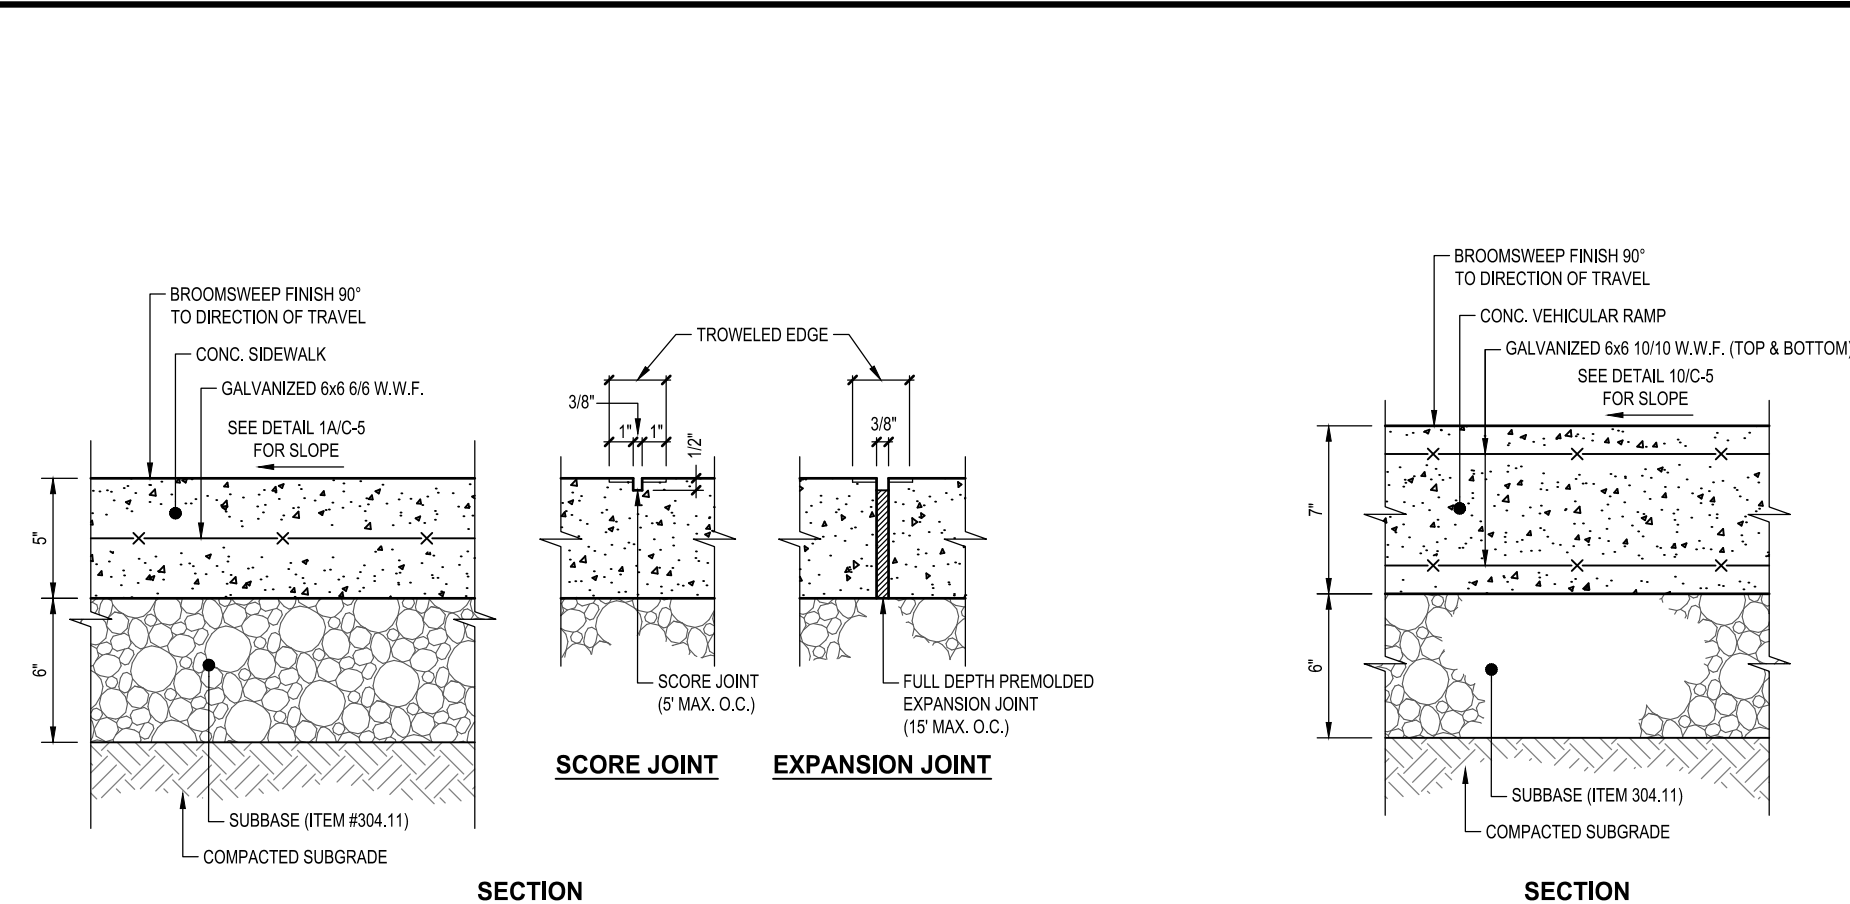 BROOMSWEEP FINISH 90°
TO DIRECTION OF TRAVEL
CONC. SIDEWALK
GALVANIZED 6x6 6/6 W.W.F.
SEE DETAIL 1A/C-5
FOR SLOPE
5"
6"
SUBBASE (ITEM #304.11)
COMPACTED SUBGRADE
TROWELED EDGE
3/8"
1"
1"
1/2"
3/8"
SCORE JOINT
(5' MAX. O.C.)
FULL DEPTH PREMOLDED
EXPANSION JOINT
(15' MAX. O.C.)
SCORE JOINT
EXPANSION JOINT
SECTION
BROOMSWEEP FINISH 90°
TO DIRECTION OF TRAVEL
CONC. VEHICULAR RAMP
GALVANIZED 6x6 10/10 W.W.F. (TOP & BOTTOM)
SEE DETAIL 10/C-5
FOR SLOPE
7"
6"
SUBBASE (ITEM 304.11)
COMPACTED SUBGRADE
SECTION